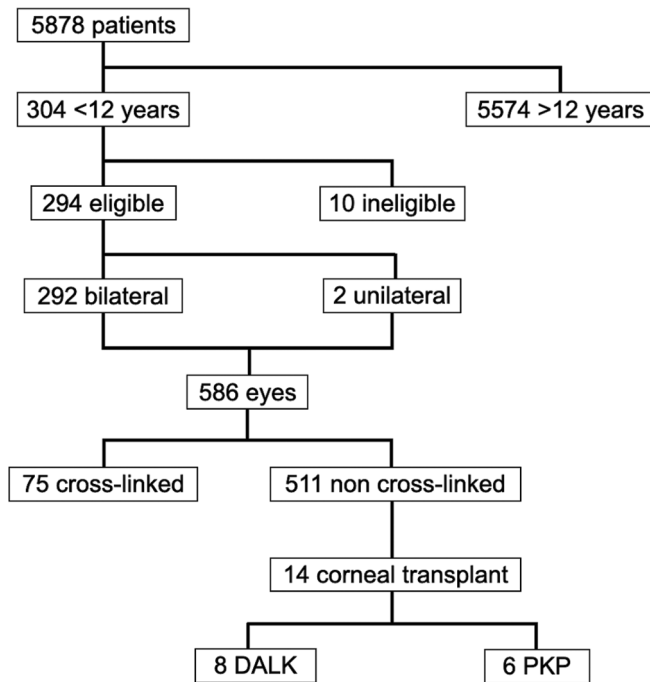 5878 patients
304 <12 years
5574 >12 years
294 eligible
10 ineligible
292 bilateral
2 unilateral
586 eyes
75 cross-linked
511 non cross-linked
14 corneal transplant
8 DALK
6 PKP